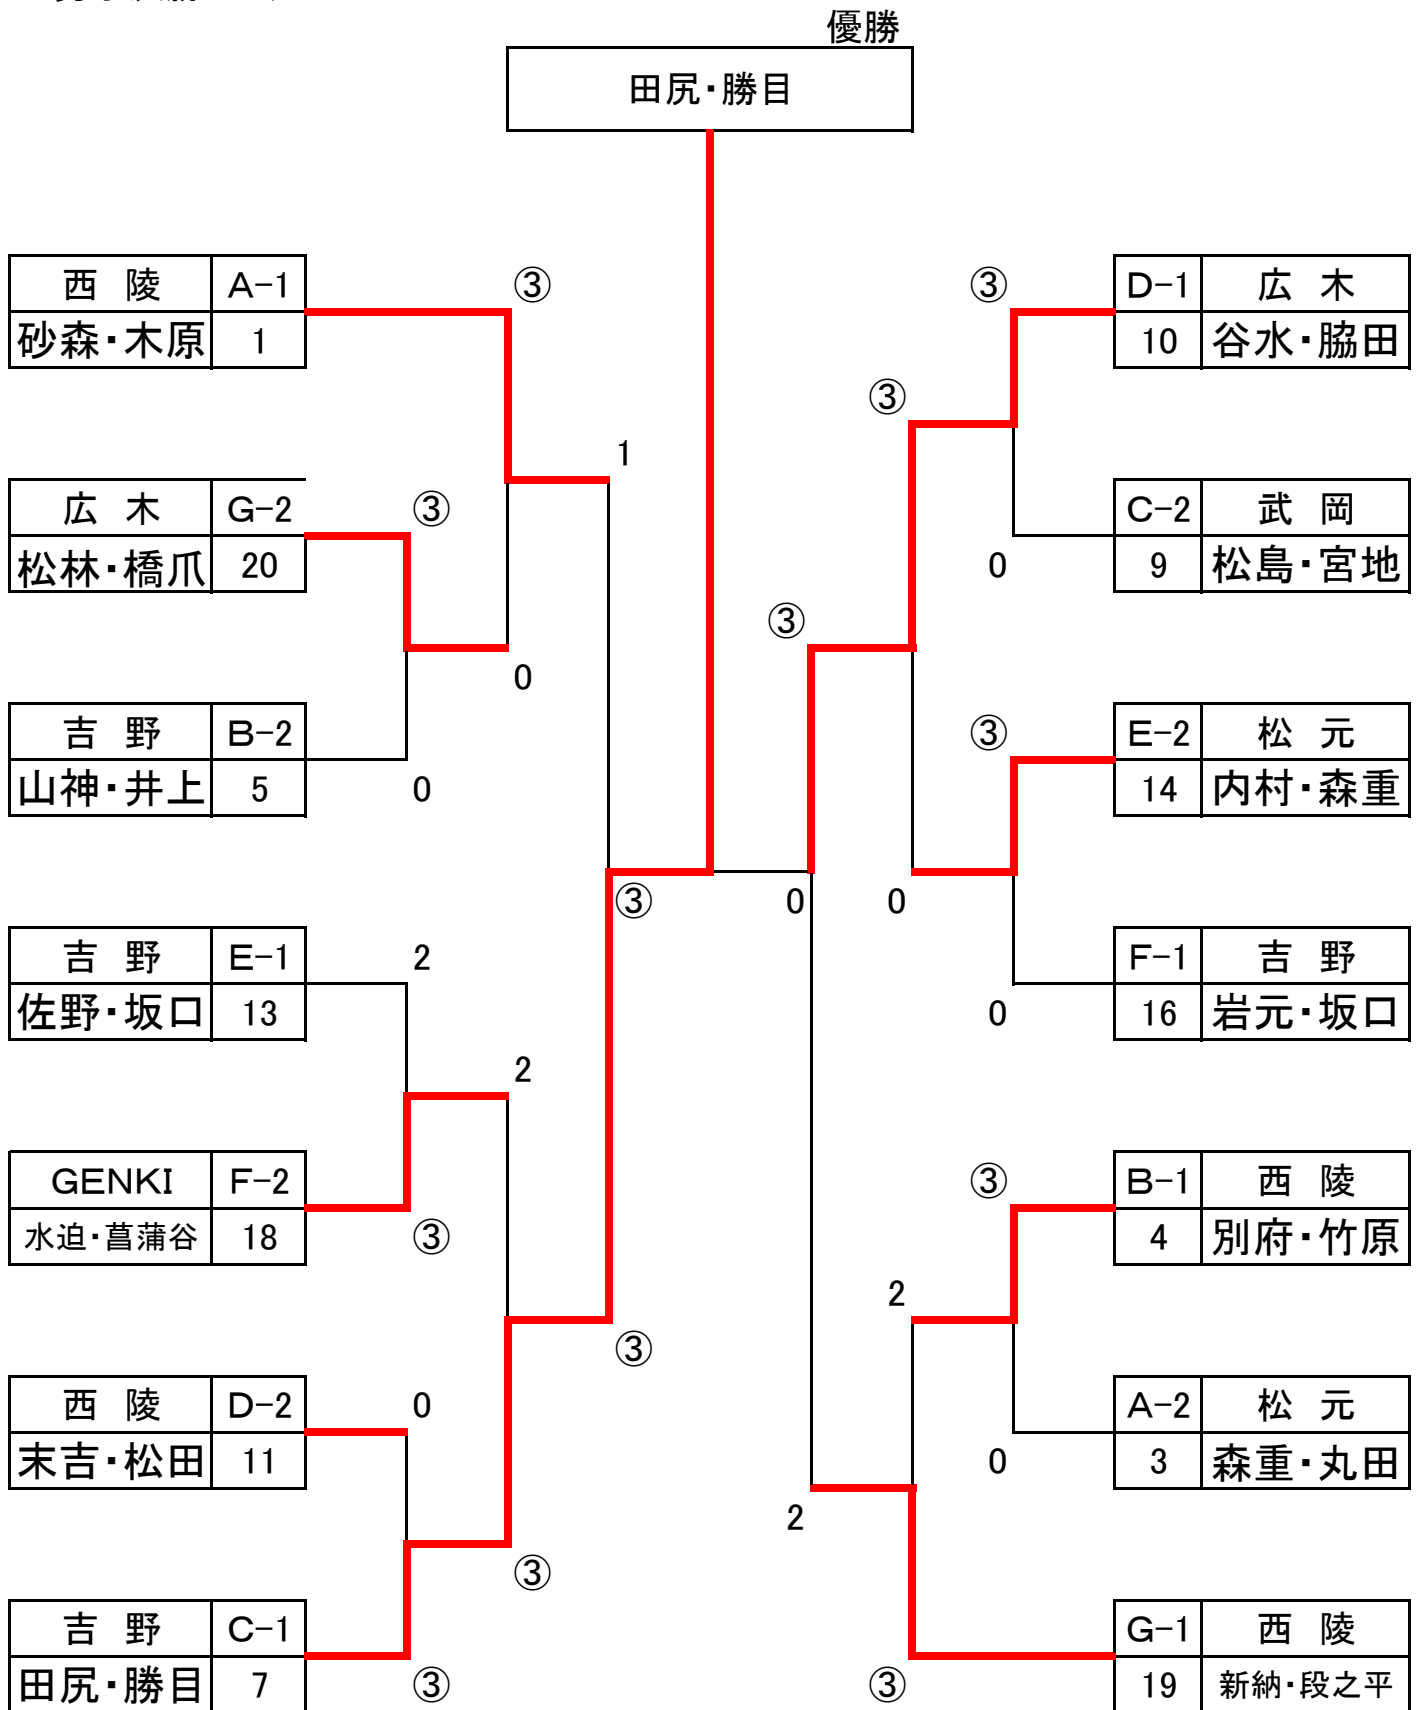 優勝
田尻・勝目
西 陵 A-1
砂森・木原 1
③
③
D-1 広 木
10 谷水・脇田
③
1
広 木 G-2
松林・橋爪 20
③
C-2 武 岡
9 松島・宮地
0
③
0
吉 野 B-2
山神・井上 5
0
③
E-2 松 元
14 内村・森重
③
0
0
吉 野 E-1
佐野・坂口 13
2
F-1 吉 野
16 岩元・坂口
0
2
GENKI F-2
水迫・菖蒲谷 18
③
③
B-1 西 陵
4 別府・竹原
2
③
西 陵 D-2
末吉・松田 11
0
A-2 松 元
3 森重・丸田
0
2
③
吉 野 C-1
田尻・勝目 7
③
③
G-1 西 陵
19 新納・段之平